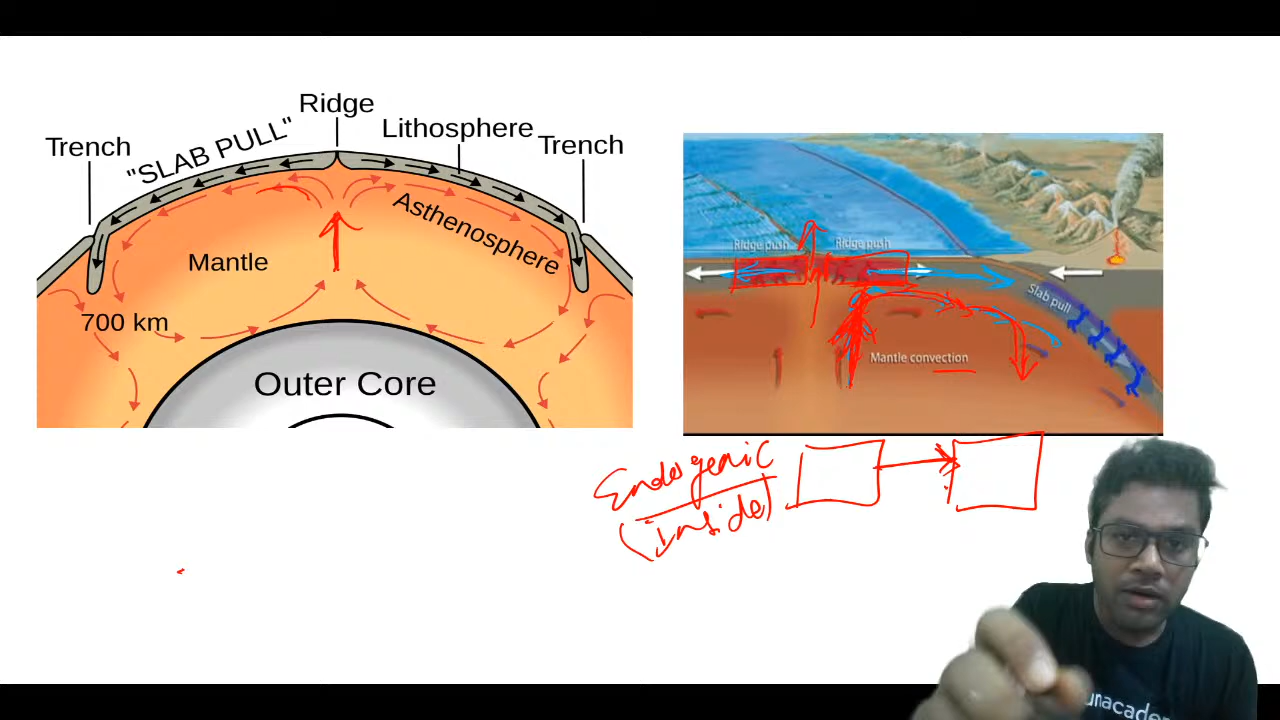 Ridge
Trench
"SLAB PULL"
Lithosphere
Trench
Asthenosphere
Mantle
700 km
Outer Core
Ridge push
Ridge push
Slab pull
Mantle convection
Endogenic
(inside)
unacade